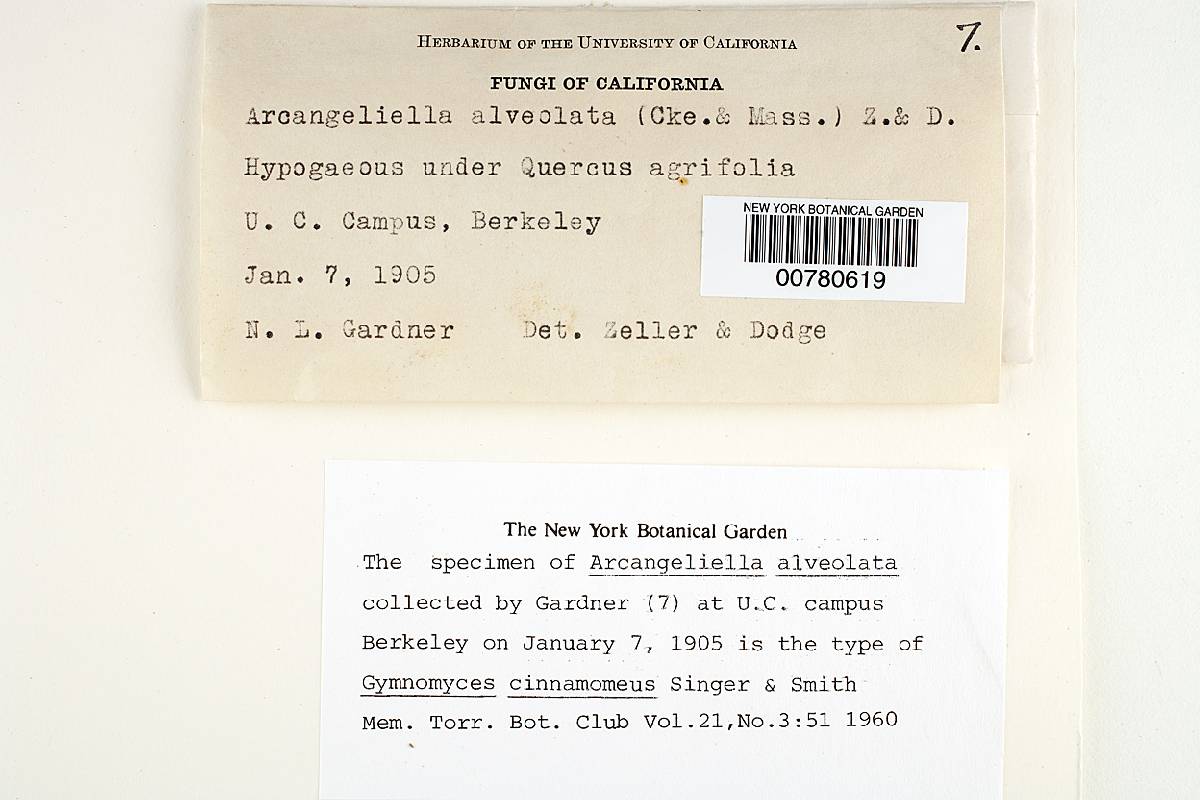 HERBARIUM OF THE UNIVERSITY OF CALIFORNIA
7.
FUNGI OF CALIFORNIA
Arcangeliella alveolata (Cke.& Mass.) Z.& D.
Hypogaeous under Quercus agrifolia
U. C. Campus, Berkeley
Jan. 7, 1905
N. L. Gardner Det. Zeller & Dodge
NEW YORK BOTANICAL GARDEN
00780619
The New York Botanical Garden
The specimen of Arcangeliella alveolata
collected by Gardner (7) at U.C. campus
Berkeley on January 7, 1905 is the type of
Gymnomyces cinnamomeus Singer & Smith
Mem. Torr. Bot. Club Vol.21,No.3:51 1960